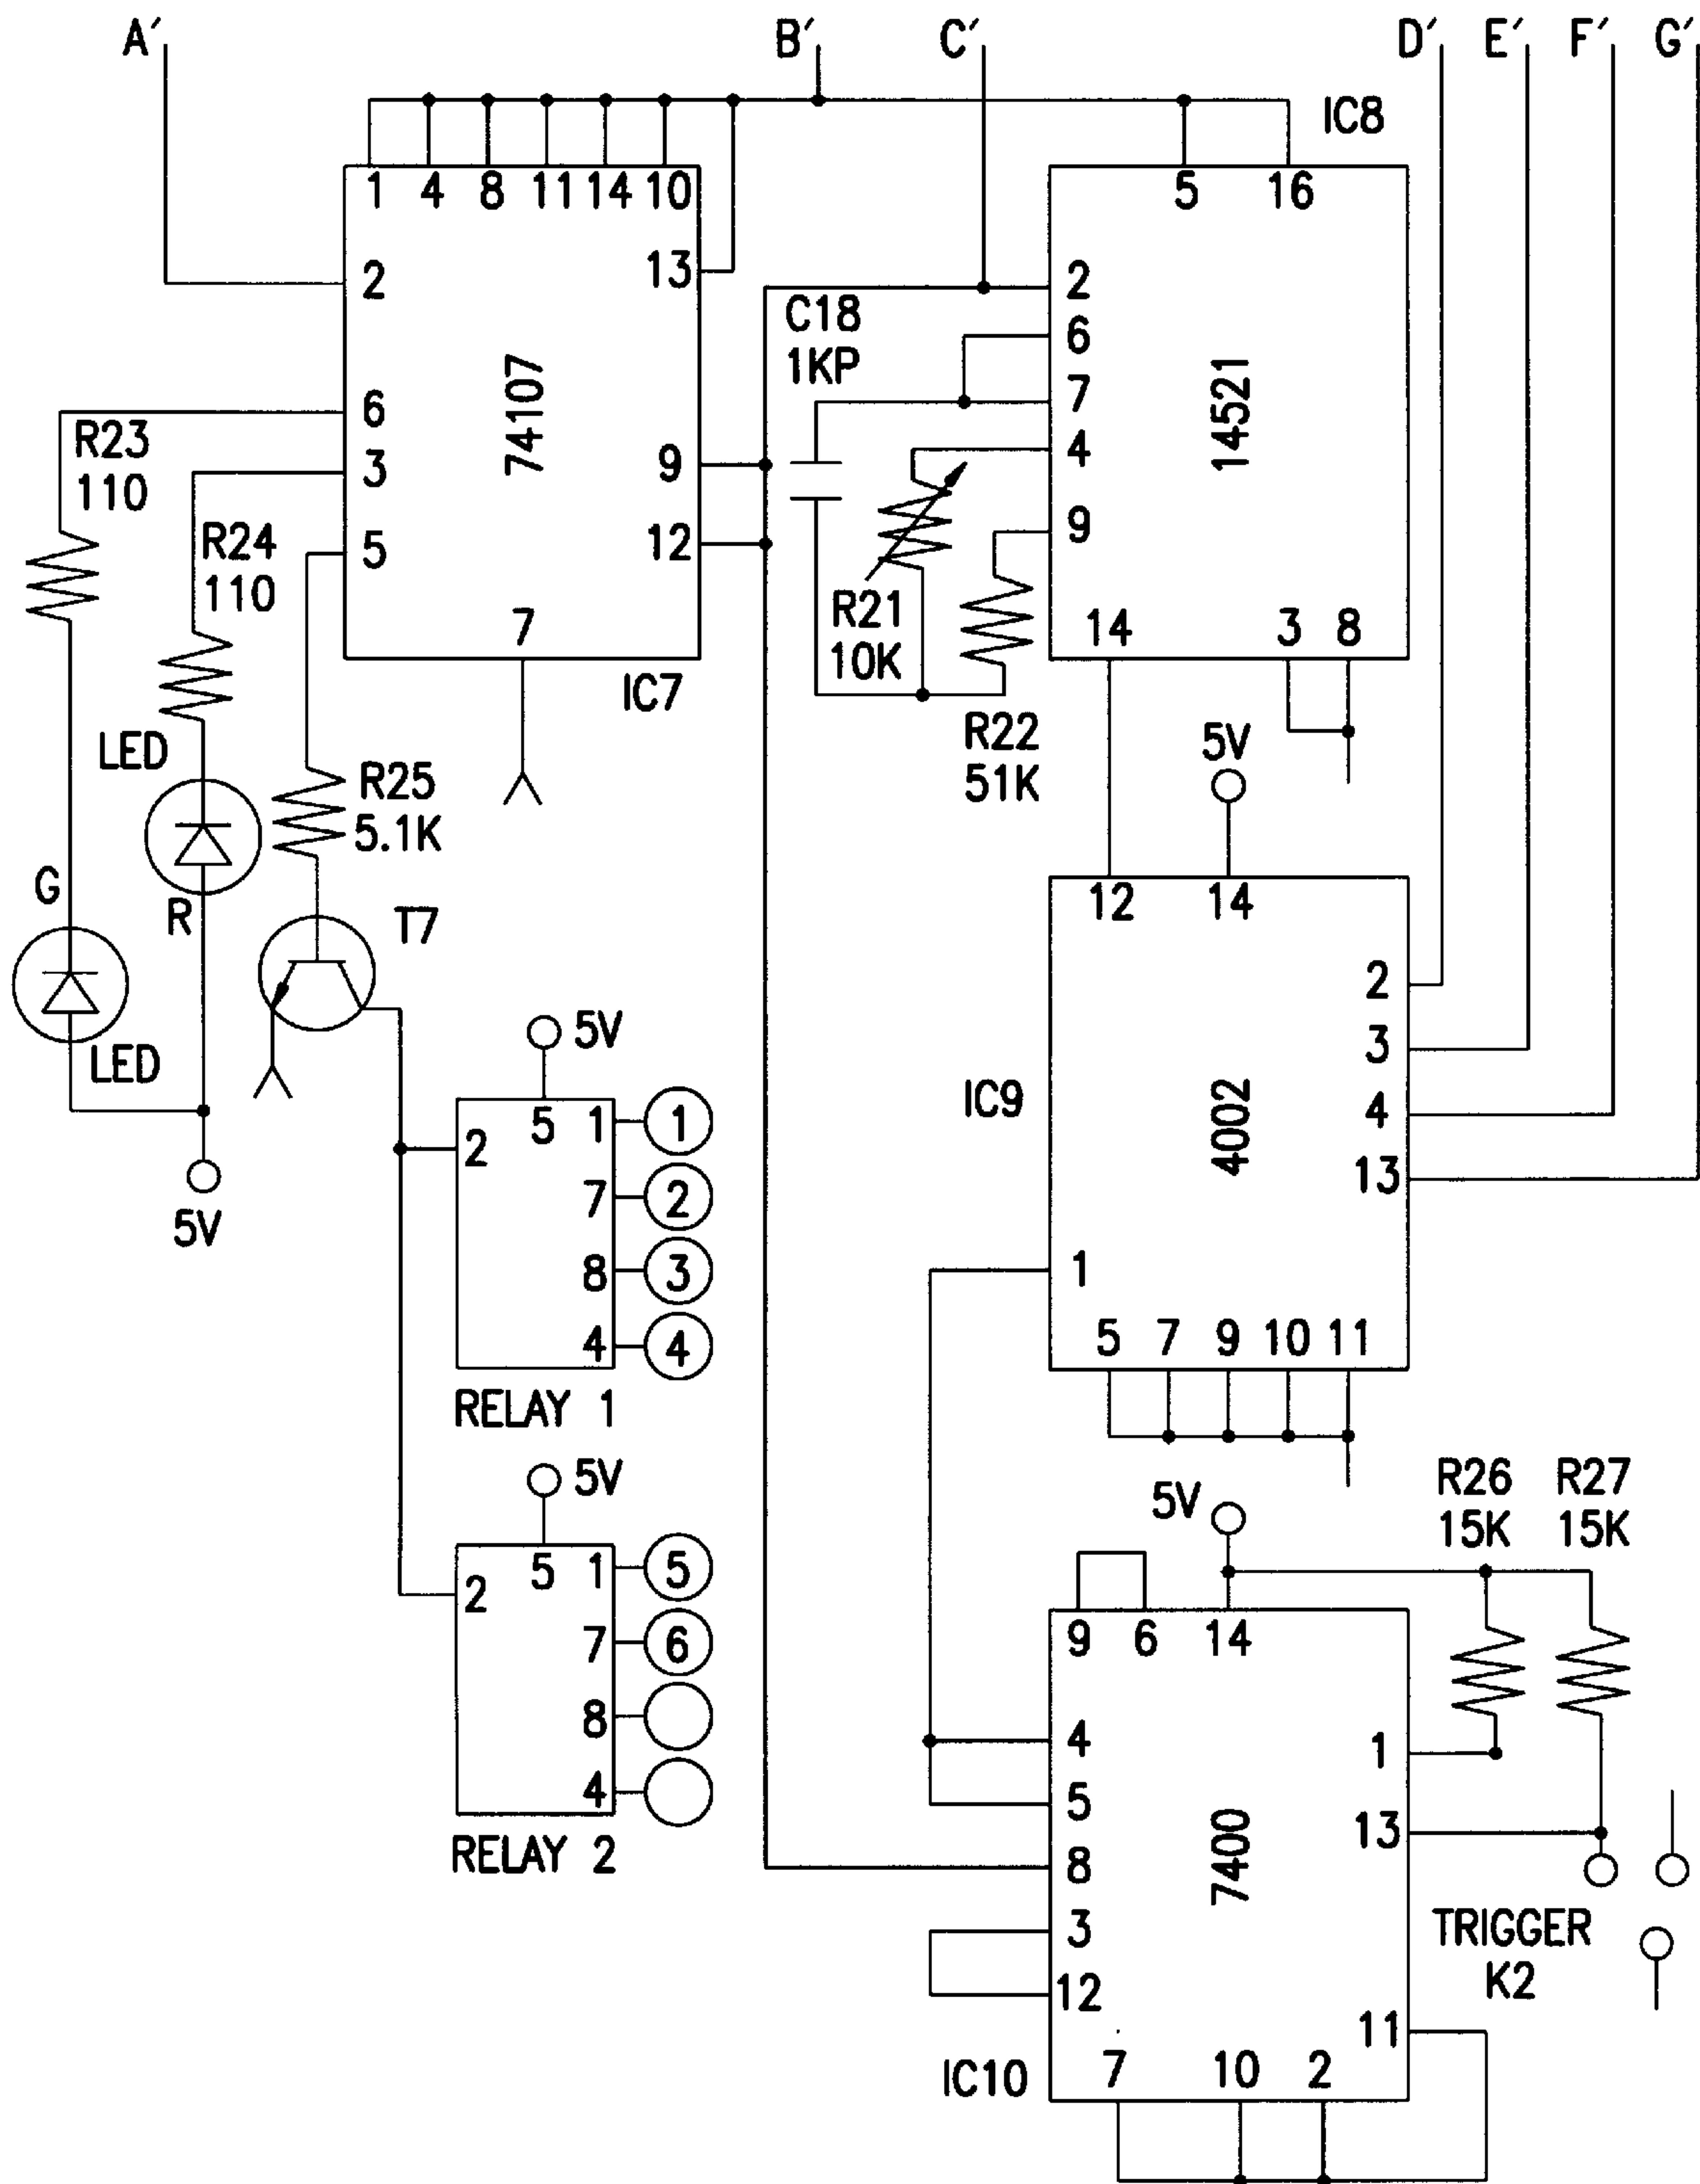 A′ B′ C′ D′ E′ F′ G′
IC8
1 4 8 11 14 10
5 16
2
13
2
C18
1KP
6
6
7
R23
110
74107
14521
3
4
9
9
5
R24
110
12
R21
10K
7
14
3 8
IC7
R22
51K
LED
5V
R25
5.1K
G
R
T7
12 14
2
5V
3
LED
IC9
4002
5 1 1
2
4
7 2
13
5V
8 3
1
4 4
5 7 9 10 11
RELAY 1
5V
R26
15K
R27
15K
5V
5 1 5
2
9 6 14
7 6
8
4
1
4
5
13
RELAY 2
8
7400
3
TRIGGER
K2
12
11
IC10
7 10 2